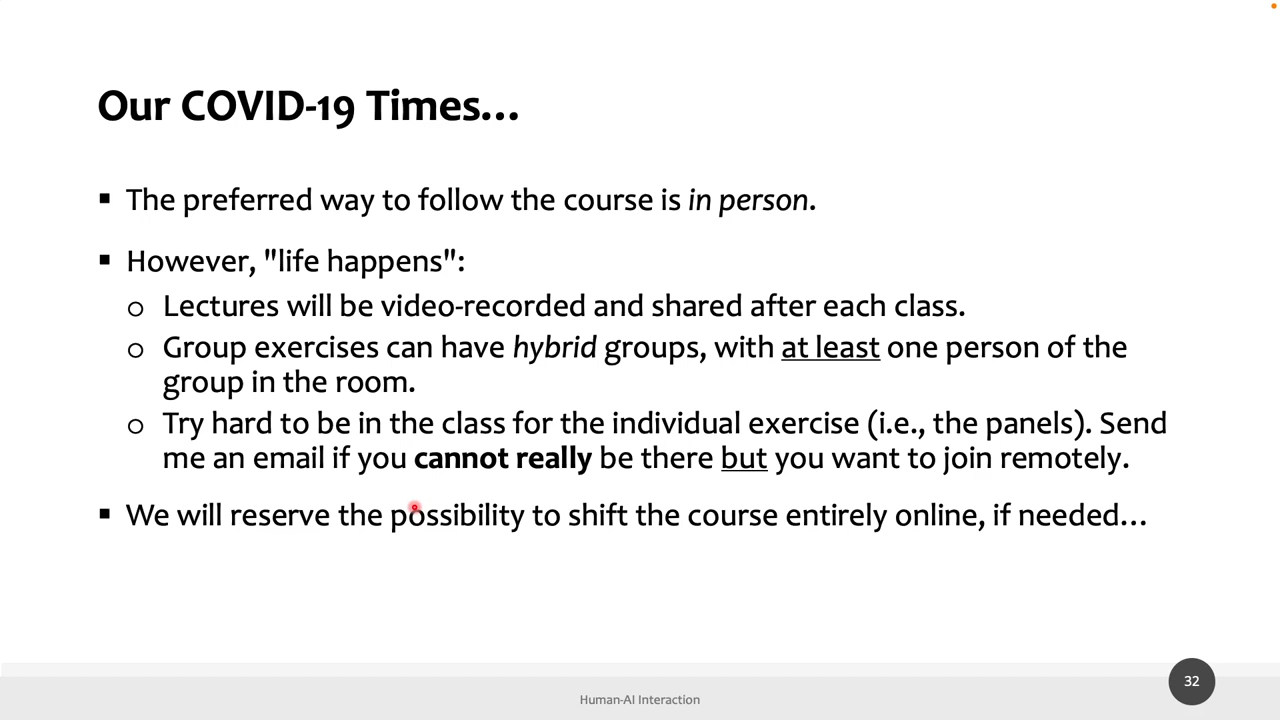 Our COVID-19 Times…
▪ The preferred way to follow the course is in person.
▪ However, "life happens":
o Lectures will be video-recorded and shared after each class.
o Group exercises can have hybrid groups, with at least one person of the
group in the room.
o Try hard to be in the class for the individual exercise (i.e., the panels). Send
me an email if you cannot really be there but you want to join remotely.
▪ We will reserve the possibility to shift the course entirely online, if needed…
Human-AI Interaction
32